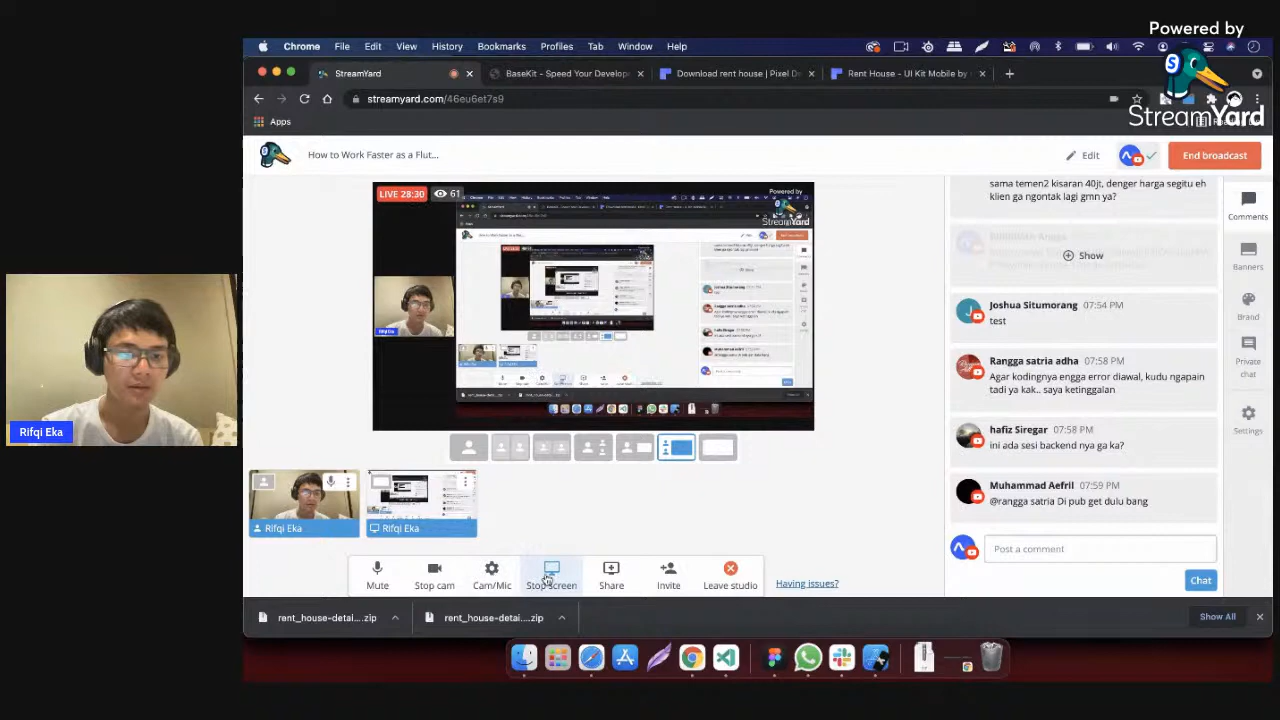 Powered by
StreamYard
Chrome File Edit View History Bookmarks Profiles Tab Window Help
StreamYard
BaseKit - Speed Your Develop
Download rent house | Pixel D
Rent House - UI Kit Mobile by
streamyard.com/46eu6et7s9
Apps
How to Work Faster as a Flut...
Edit
End broadcast
LIVE 28:30 61
Powered by
sama temen2 kisaran 40jt, denger harga segitu eh
klien ga ngontak lagi gmn ya?
Show
Joshua Situmorang 07:54 PM
test
Rangga satria adha 07:58 PM
Agar kodingnya engga error diawal, kudu ngapain
tadi ya kak.. saya ketinggalan
hafiz Siregar 07:58 PM
ini ada sesi backend nya ga ka?
Muhammad Aefril 07:59 PM
@rangga satria Di pub get dulu bang
Post a comment
Chat
Comments
Banners
Brand
Private
chat
Settings
Rifqi Eka
Rifqi Eka
Rifqi Eka
Rifqi Eka
Mute
Stop cam
Cam/Mic
Stop screen
Share
Invite
Leave studio
Having issues?
rent_house-detai....zip
rent_house-detai....zip
Show All